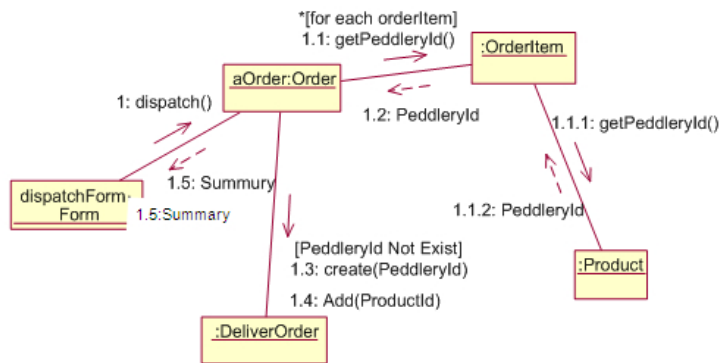 *[for each orderItem]
1.1: getPeddleryId()
:OrderItem
aOrder:Order
1: dispatch()
1.2: PeddleryId
1.1.1: getPeddleryId()
1.5: Summury
dispatchForm:
Form
1.5:Summary
1.1.2: PeddleryId
[PeddleryId Not Exist]
1.3: create(PeddleryId)
:Product
1.4: Add(ProductId)
:DeliverOrder